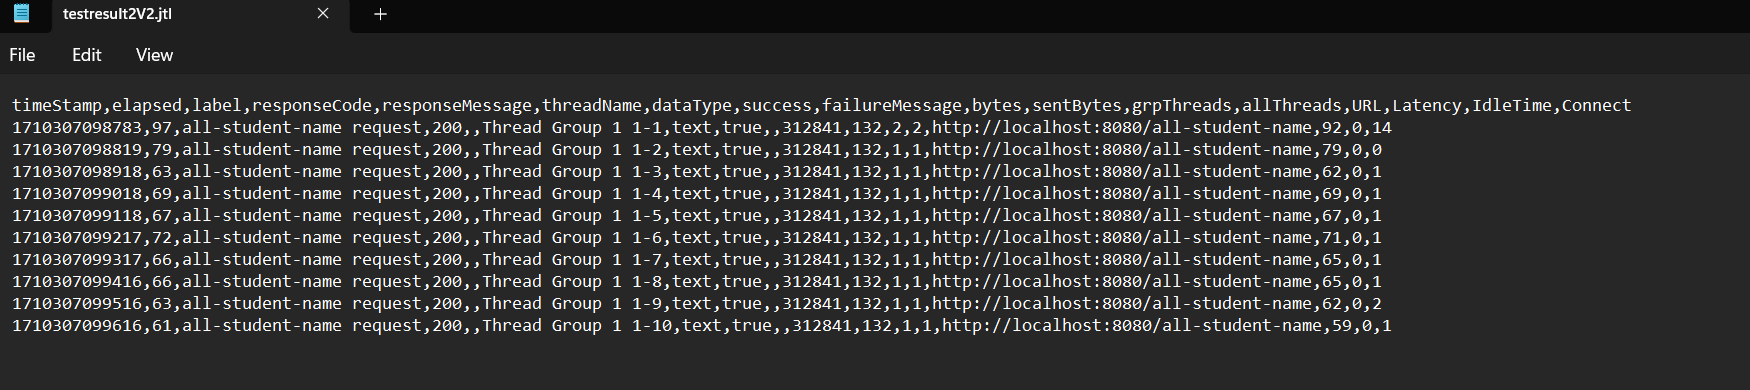 testresult2V2.jtl
File Edit View
timeStamp,elapsed,label,responseCode,responseMessage,threadName,dataType,success,failureMessage,bytes,sentBytes,grpThreads,allThreads,URL,Latency,IdleTime,Connect
1710307098783,97,all-student-name request,200,,Thread Group 1 1-1,text,true,,312841,132,2,2,http://localhost:8080/all-student-name,92,0,14
1710307098819,79,all-student-name request,200,,Thread Group 1 1-2,text,true,,312841,132,1,1,http://localhost:8080/all-student-name,79,0,0
1710307098918,63,all-student-name request,200,,Thread Group 1 1-3,text,true,,312841,132,1,1,http://localhost:8080/all-student-name,62,0,1
1710307099018,69,all-student-name request,200,,Thread Group 1 1-4,text,true,,312841,132,1,1,http://localhost:8080/all-student-name,69,0,1
1710307099118,67,all-student-name request,200,,Thread Group 1 1-5,text,true,,312841,132,1,1,http://localhost:8080/all-student-name,67,0,1
1710307099217,72,all-student-name request,200,,Thread Group 1 1-6,text,true,,312841,132,1,1,http://localhost:8080/all-student-name,71,0,1
1710307099317,66,all-student-name request,200,,Thread Group 1 1-7,text,true,,312841,132,1,1,http://localhost:8080/all-student-name,65,0,1
1710307099416,66,all-student-name request,200,,Thread Group 1 1-8,text,true,,312841,132,1,1,http://localhost:8080/all-student-name,65,0,1
1710307099516,63,all-student-name request,200,,Thread Group 1 1-9,text,true,,312841,132,1,1,http://localhost:8080/all-student-name,62,0,2
1710307099616,61,all-student-name request,200,,Thread Group 1 1-10,text,true,,312841,132,1,1,http://localhost:8080/all-student-name,59,0,1